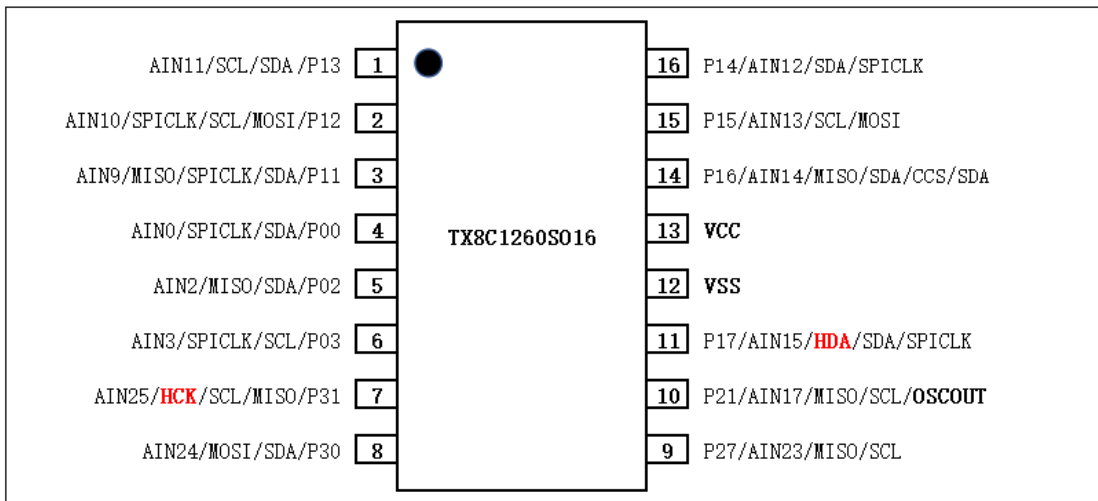 AIN11/SCL/SDA/P13 1 16 P14/AIN12/SDA/SPICLK
AIN10/SPICLK/SCL/MOSI/P12 2 15 P15/AIN13/SCL/MOSI
AIN9/MISO/SPICLK/SDA/P11 3 14 P16/AIN14/MISO/SDA/CCS/SDA
AIN0/SPICLK/SDA/P00 4 TX8C1260SO16 13 VCC
AIN2/MISO/SDA/P02 5 12 VSS
AIN3/SPICLK/SCL/P03 6 11 P17/AIN15/HDA/SDA/SPICLK
AIN25/HCK/SCL/MISO/P31 7 10 P21/AIN17/MISO/SCL/OSCOUT
AIN24/MOSI/SDA/P30 8 9 P27/AIN23/MISO/SCL